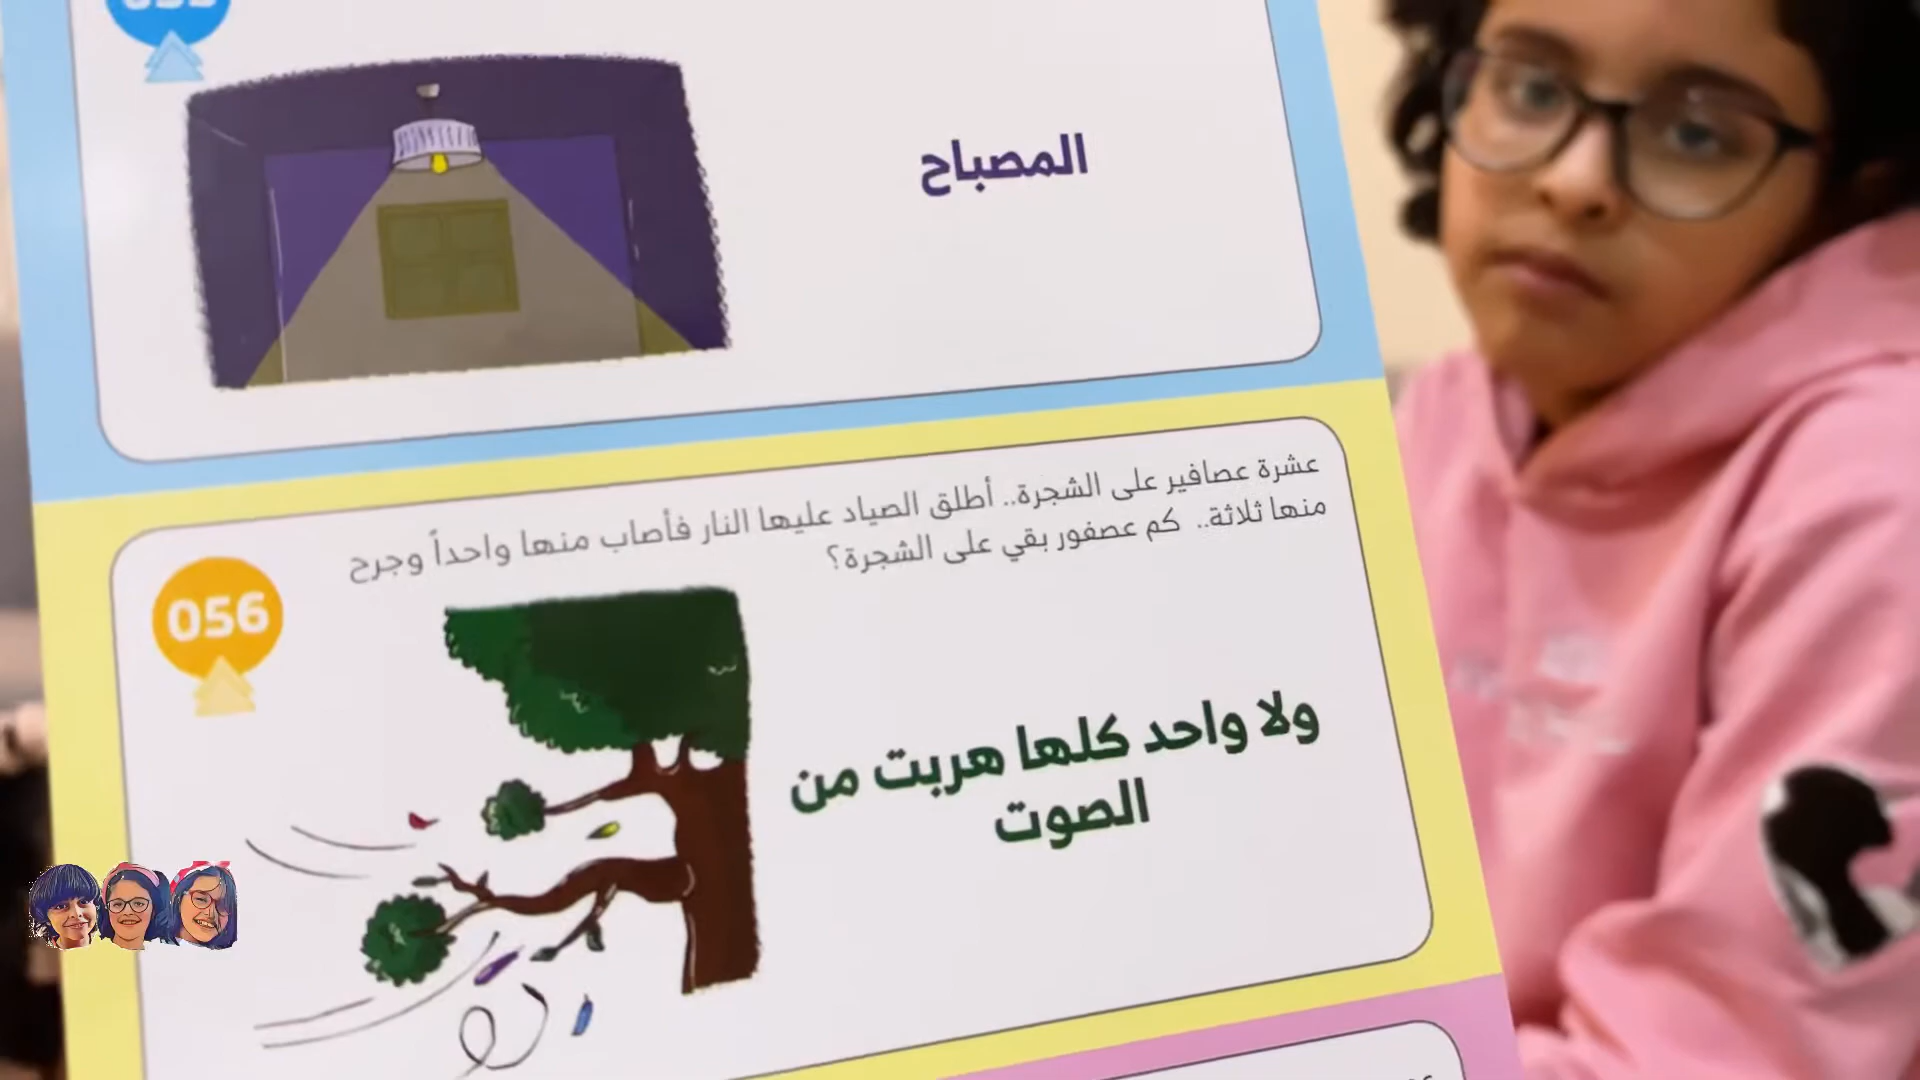 المصباح
عشرة عصافير على الشجرة.. أطلق الصياد عليها النار فأصاب منها واحداً وجرح
منها ثلاثة.. كم عصفور بقي على الشجرة؟
056
ولا واحد كلها هربت من
الصوت